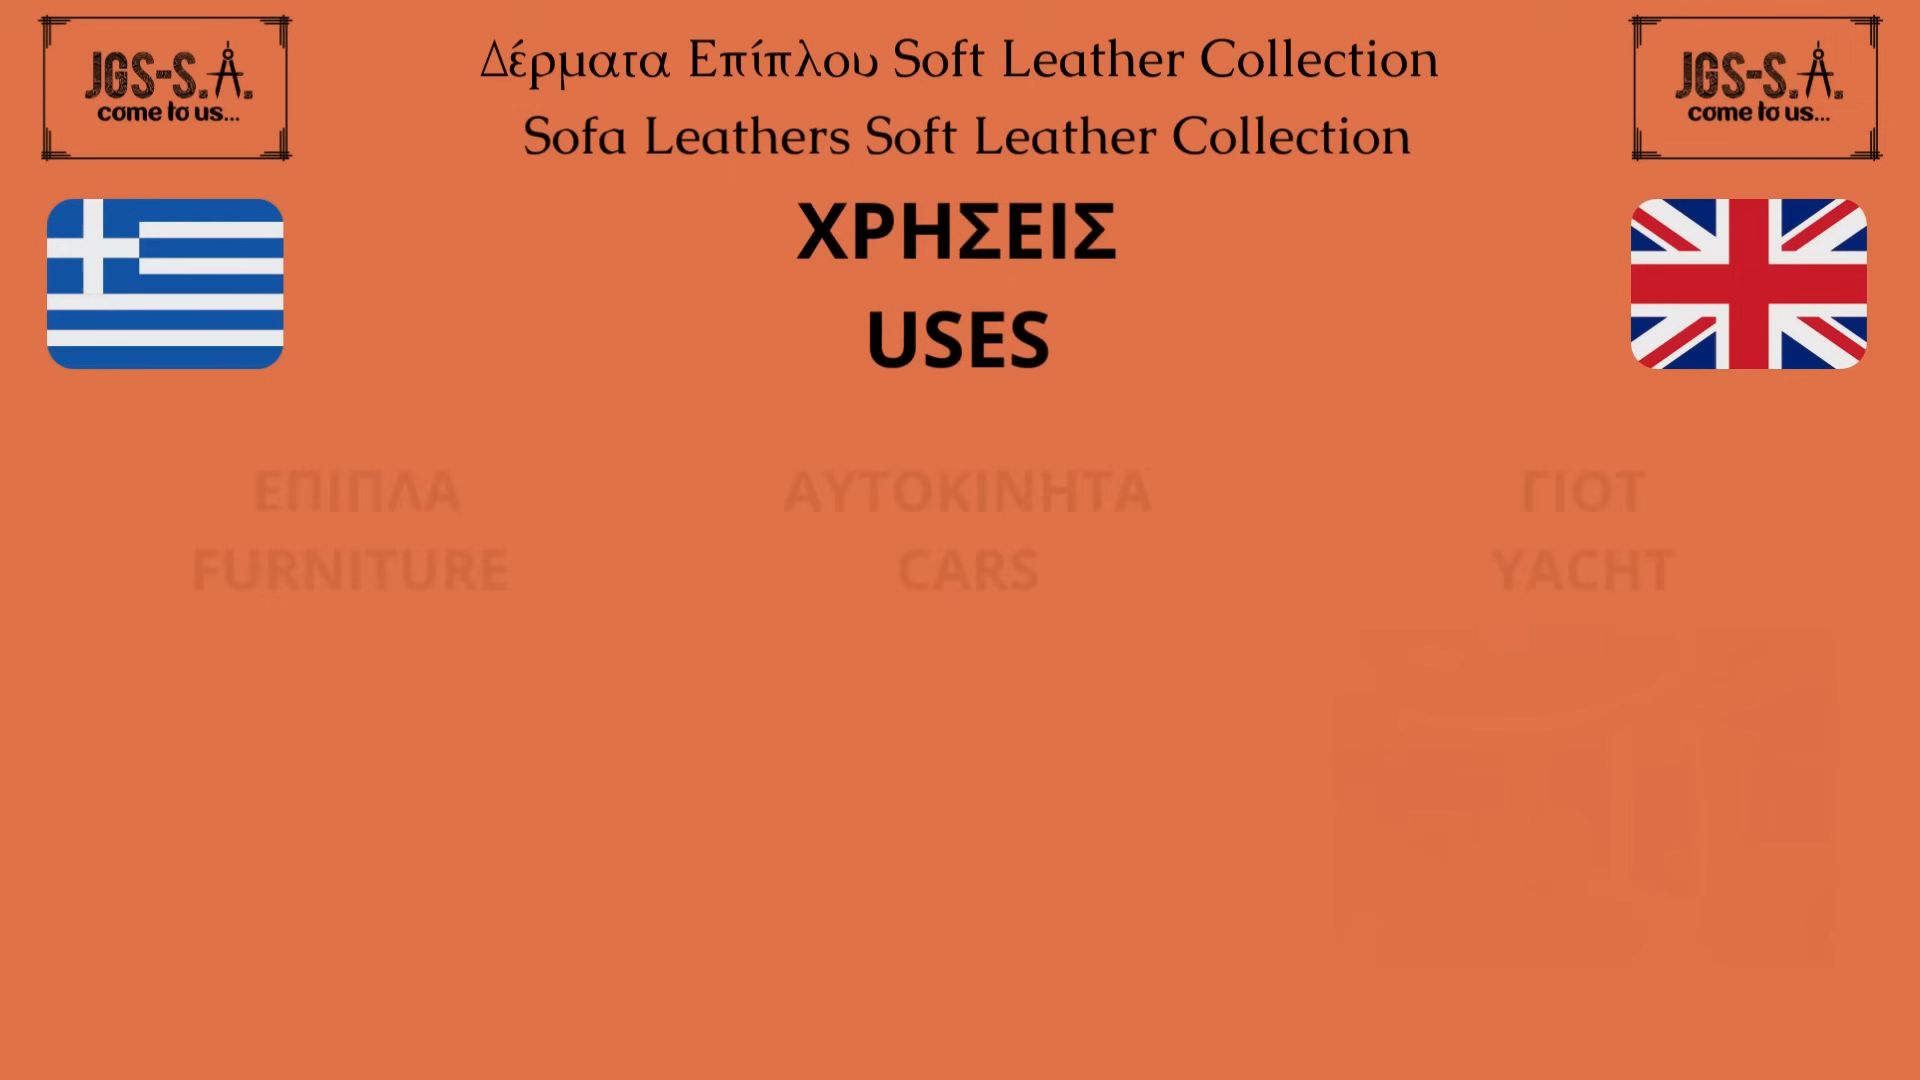 JGS-S.A.
come to us...
Δέρματα Επίπλου Soft Leather Collection
Sofa Leathers Soft Leather Collection
JGS-S.A.
come to us...
ΧΡΗΣΕΙΣ
USES
ΕΠΙΠΛΑ
FURNITURE
ΑΥΤΟΚΙΝΗΤΑ
CARS
ΓΙΟΤ
YACHT